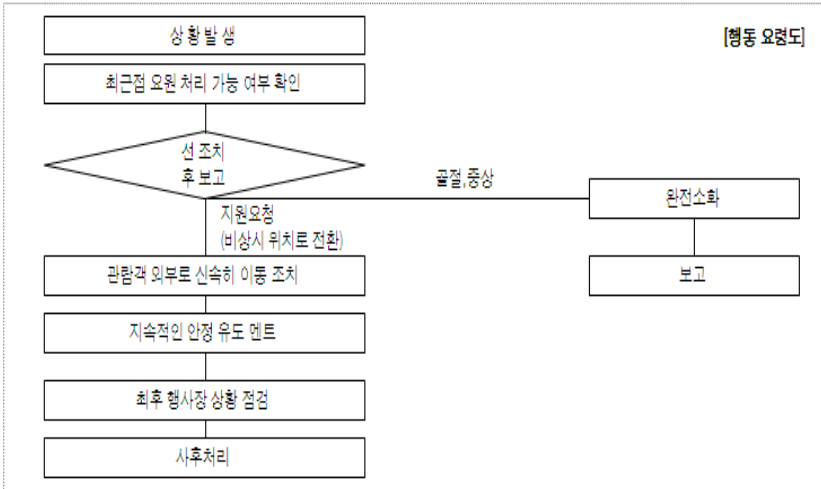 상 황 발 생
[행동 요령도]
최근점 요원 처리 가능 여부 확인
선 조치
후 보고
골절,중상
완전소화
지원요청
(비상시 위치로 전환)
관람객 외부로 신속히 이동 조치
보고
지속적인 안정 유도 멘트
최후 행사장 상황 점검
사후처리